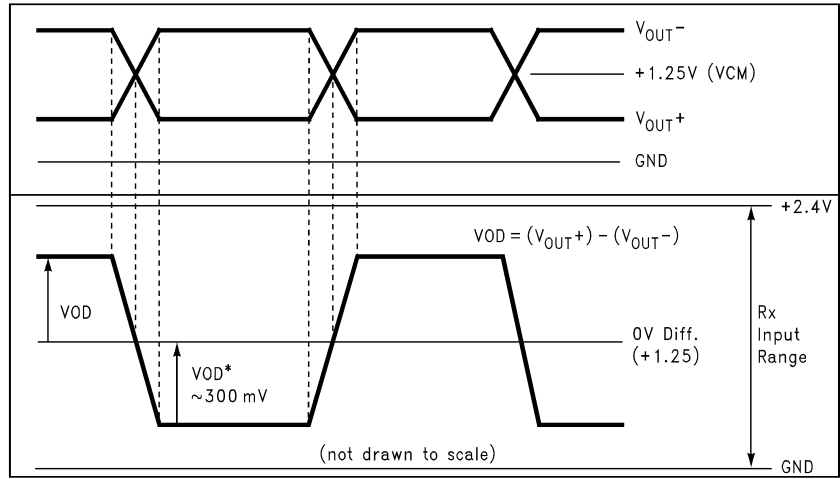 VOUT-
+1.25V (VCM)
VOUT+
GND
+2.4V
VOD = (VOUT+) - (VOUT-)
VOD
VOD*
~300 mV
0V Diff.
(+1.25)
Rx
Input
Range
(not drawn to scale)
GND